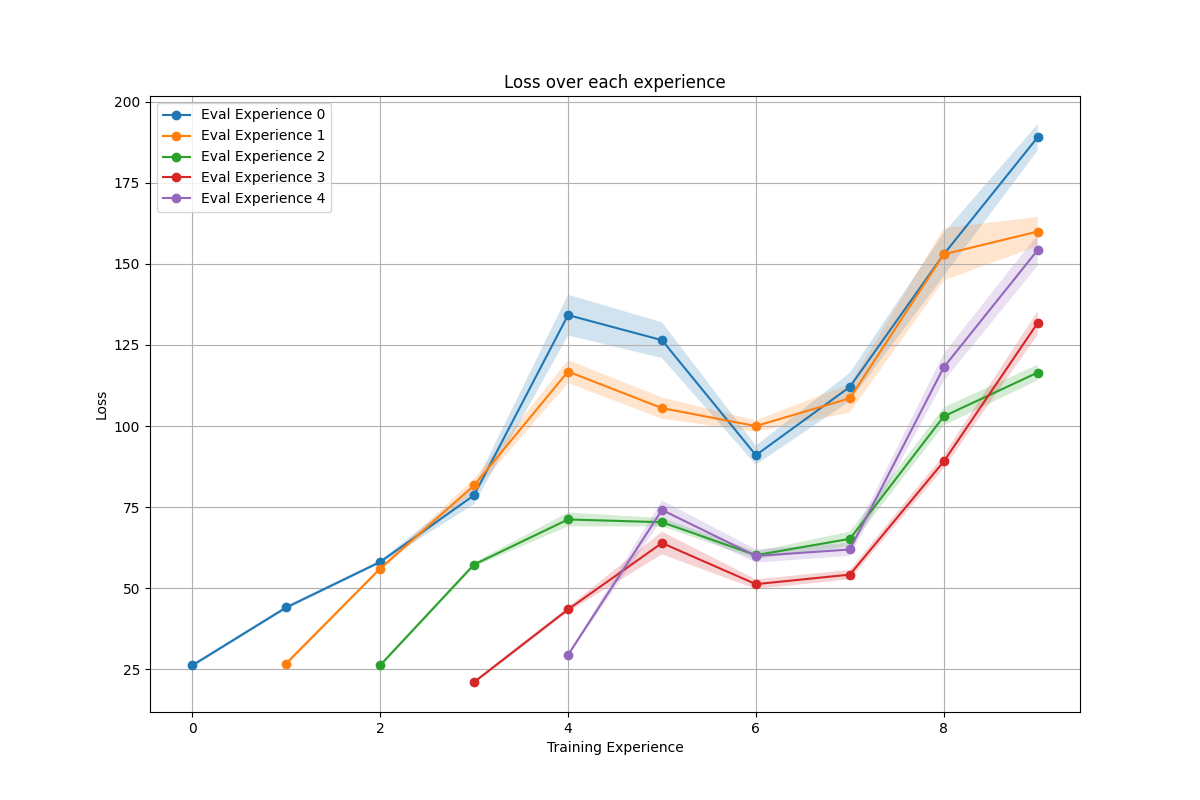 Loss over each experience
200
175
150
125
100
75
50
25
Loss
Eval Experience 0
Eval Experience 1
Eval Experience 2
Eval Experience 3
Eval Experience 4
0 2 4 6 8
Training Experience